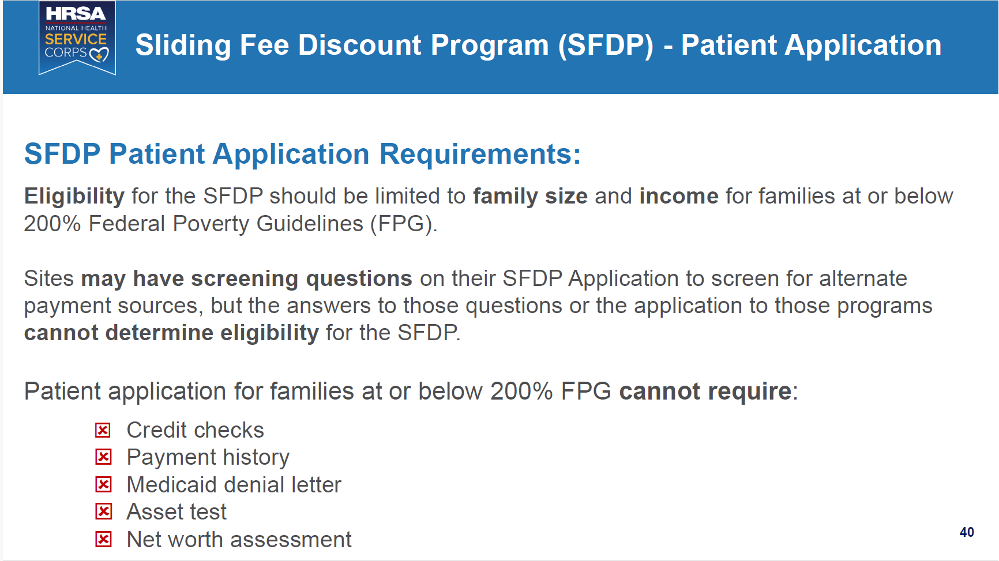 HRSA
NATIONAL HEALTH
SERVICE
CORPS
Sliding Fee Discount Program (SFDP) - Patient Application
SFDP Patient Application Requirements:
Eligibility for the SFDP should be limited to family size and income for families at or below
200% Federal Poverty Guidelines (FPG).
Sites may have screening questions on their SFDP Application to screen for alternate
payment sources, but the answers to those questions or the application to those programs
cannot determine eligibility for the SFDP.
Patient application for families at or below 200% FPG cannot require:
Credit checks
Payment history
Medicaid denial letter
Asset test
Net worth assessment
40